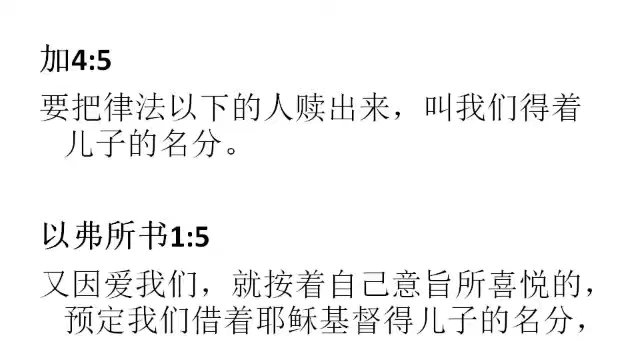 加4:5
要把律法以下的人赎出来，叫我们得着
儿子的名分。
以弗所书1:5
又因爱我们，就按着自己意旨所喜悦的，
预定我们借着耶稣基督得儿子的名分，